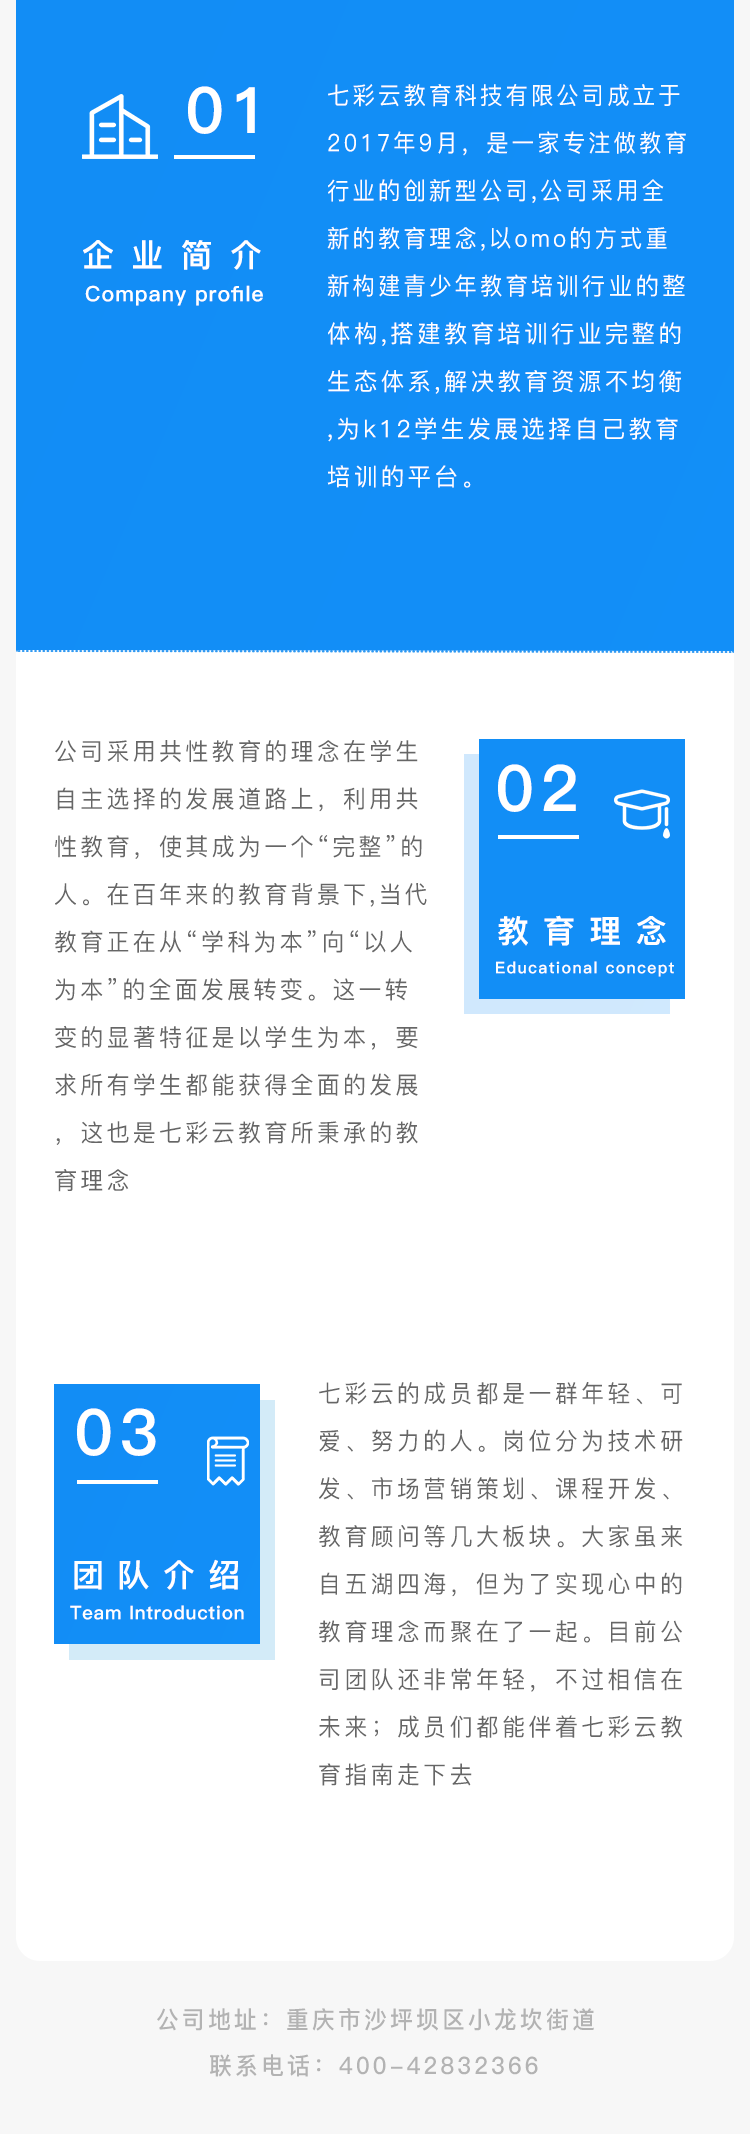 01
企业简介
Company profile
七彩云教育科技有限公司成立于
2017年9月，是一家专注做教育
行业的创新型公司,公司采用全
新的教育理念,以omo的方式重
新构建青少年教育培训行业的整
体构,搭建教育培训行业完整的
生态体系,解决教育资源不均衡
,为k12学生发展选择自己教育
培训的平台。
公司采用共性教育的理念在学生
自主选择的发展道路上，利用共
性教育，使其成为一个“完整”的
人。在百年来的教育背景下,当代
教育正在从“学科为本”向“以人
为本”的全面发展转变。这一转
变的显著特征是以学生为本，要
求所有学生都能获得全面的发展
，这也是七彩云教育所秉承的教
育理念
02
教育理念
Educational concept
03
团队介绍
Team Introduction
七彩云的成员都是一群年轻、可
爱、努力的人。岗位分为技术研
发、市场营销策划、课程开发、
教育顾问等几大板块。大家虽来
自五湖四海，但为了实现心中的
教育理念而聚在了一起。目前公
司团队还非常年轻，不过相信在
未来；成员们都能伴着七彩云教
育指南走下去
公司地址：重庆市沙坪坝区小龙坎街道
联系电话：400-42832366